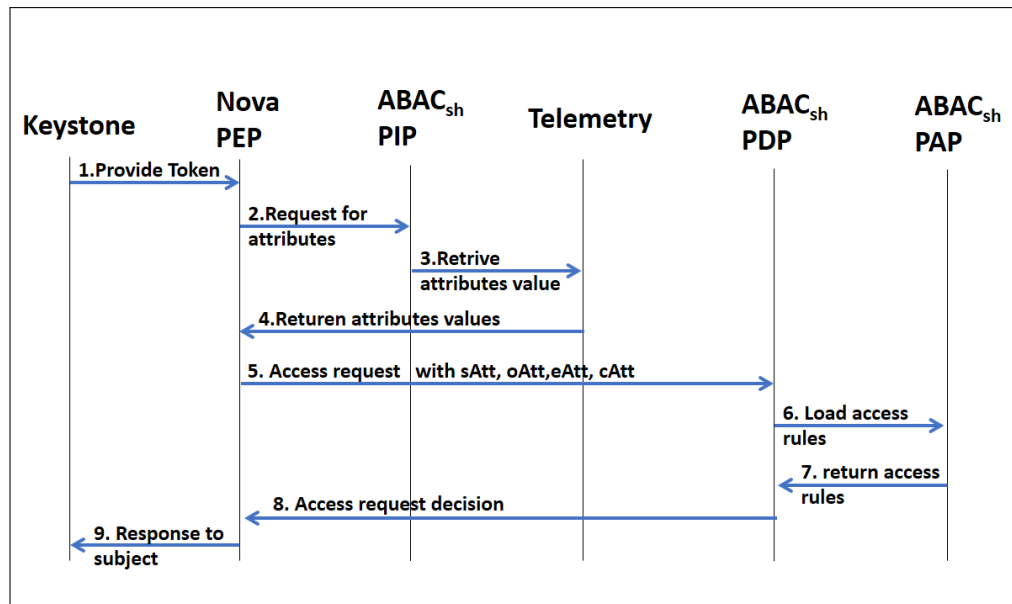 Keystone
Nova
PEP
ABACsh
PIP
Telemetry
ABACsh
PDP
ABACsh
PAP
1.Provide Token
2.Request for
attributes
3.Retrive
attributes value
4.Returen attributes values
5. Access request with sAtt, oAtt,eAtt, cAtt
6. Load access
rules
7. return access
rules
8. Access request decision
9. Response to
subject